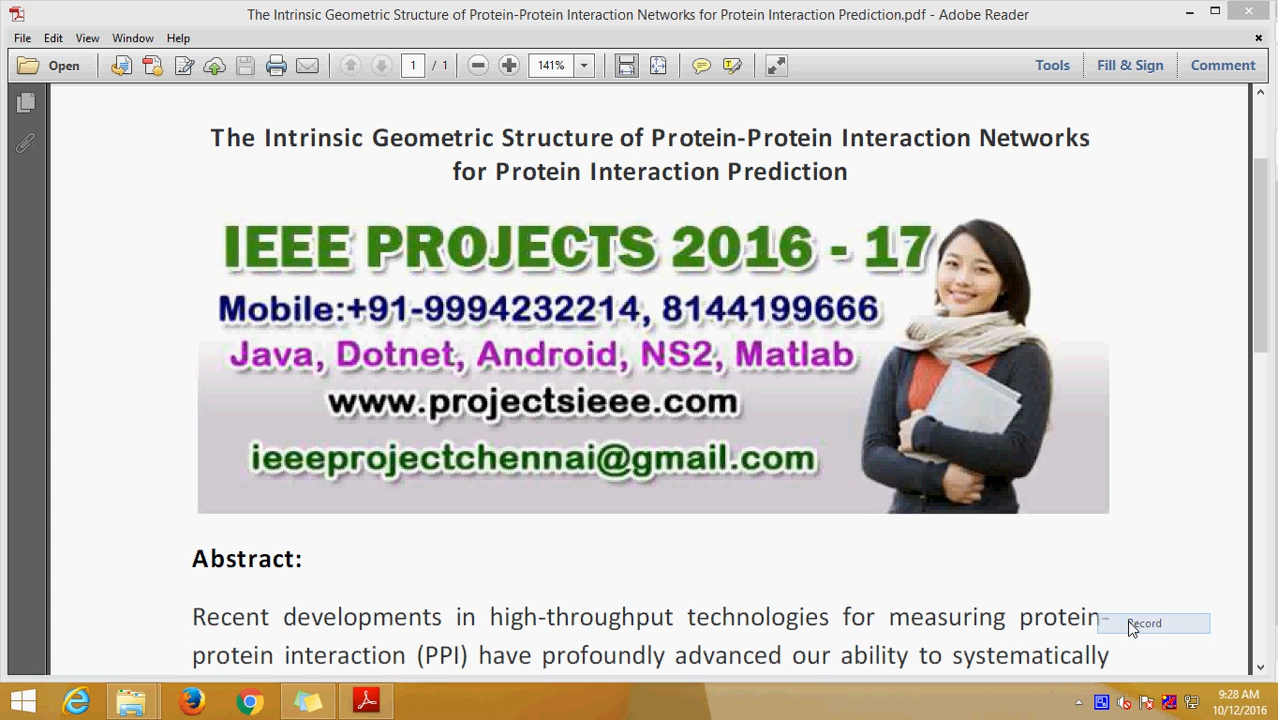 The Intrinsic Geometric Structure of Protein-Protein Interaction Networks for Protein Interaction Prediction.pdf - Adobe Reader
File Edit View Window Help
Open 1 / 1 141% Tools Fill & Sign Comment
The Intrinsic Geometric Structure of Protein-Protein Interaction Networks
for Protein Interaction Prediction
IEEE PROJECTS 2016 - 17
Mobile:+91-9994232214, 8144199666
Java, Dotnet, Android, NS2, Matlab
www.projectsieee.com
ieeeprojectchennai@gmail.com
Abstract:
Recent developments in high-throughput technologies for measuring protein-
Record
protein interaction (PPI) have profoundly advanced our ability to systematically
9:28 AM
10/12/2016